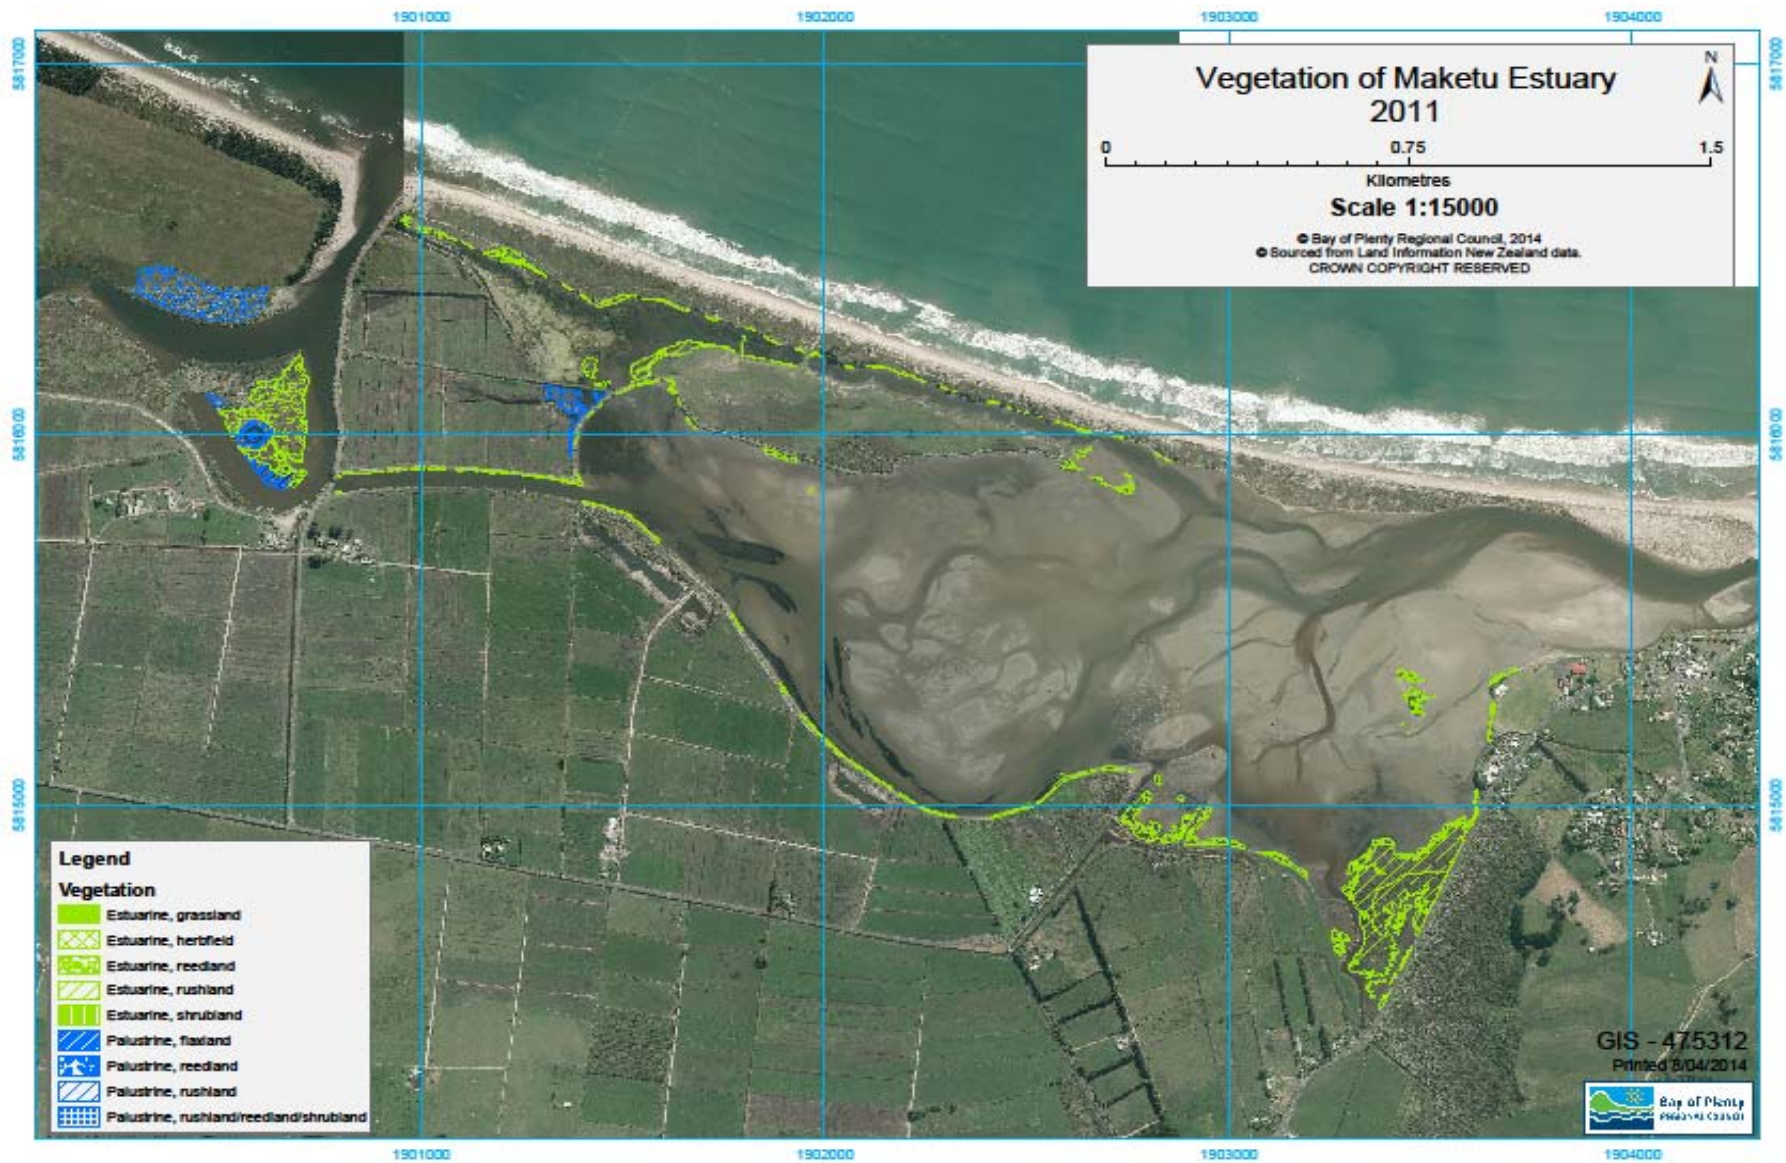 1901000
1902000
1903000
1904000
5817000
5817000
Vegetation of Maketu Estuary
2011
N
0
0.75
1.5
Kilometres
Scale 1:15000
© Bay of Plenty Regional Council, 2014
© Sourced from Land Information New Zealand data.
CROWN COPYRIGHT RESERVED
5816000
5816000
5815000
5815000
Legend
Vegetation
Estuarine, grassland
Estuarine, herbfield
Estuarine, reedland
Estuarine, rushland
Estuarine, shrubland
Palustrine, flaxland
Palustrine, reedland
Palustrine, rushland
Palustrine, rushland/reedland/shrubland
GIS - 475312
Printed 8/04/2014
Bay of Plenty
REGIONAL COUNCIL
1901000
1902000
1903000
1904000